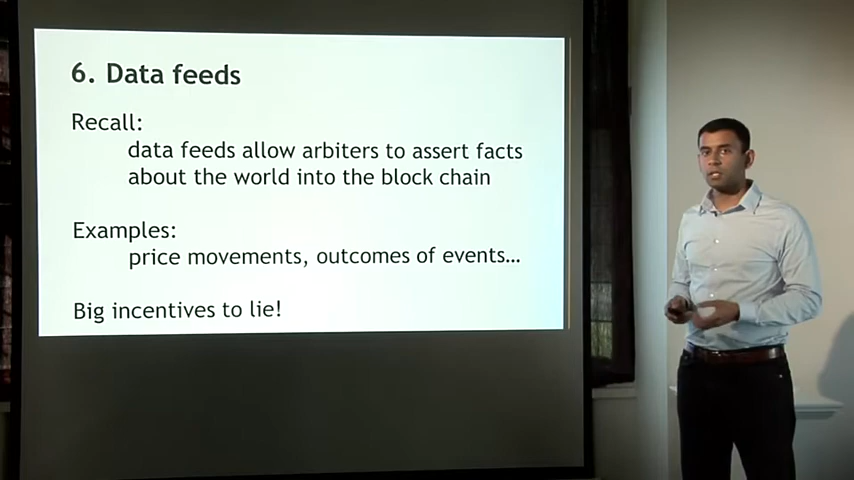 6. Data feeds
Recall:
data feeds allow arbiters to assert facts
about the world into the block chain
Examples:
price movements, outcomes of events…
Big incentives to lie!